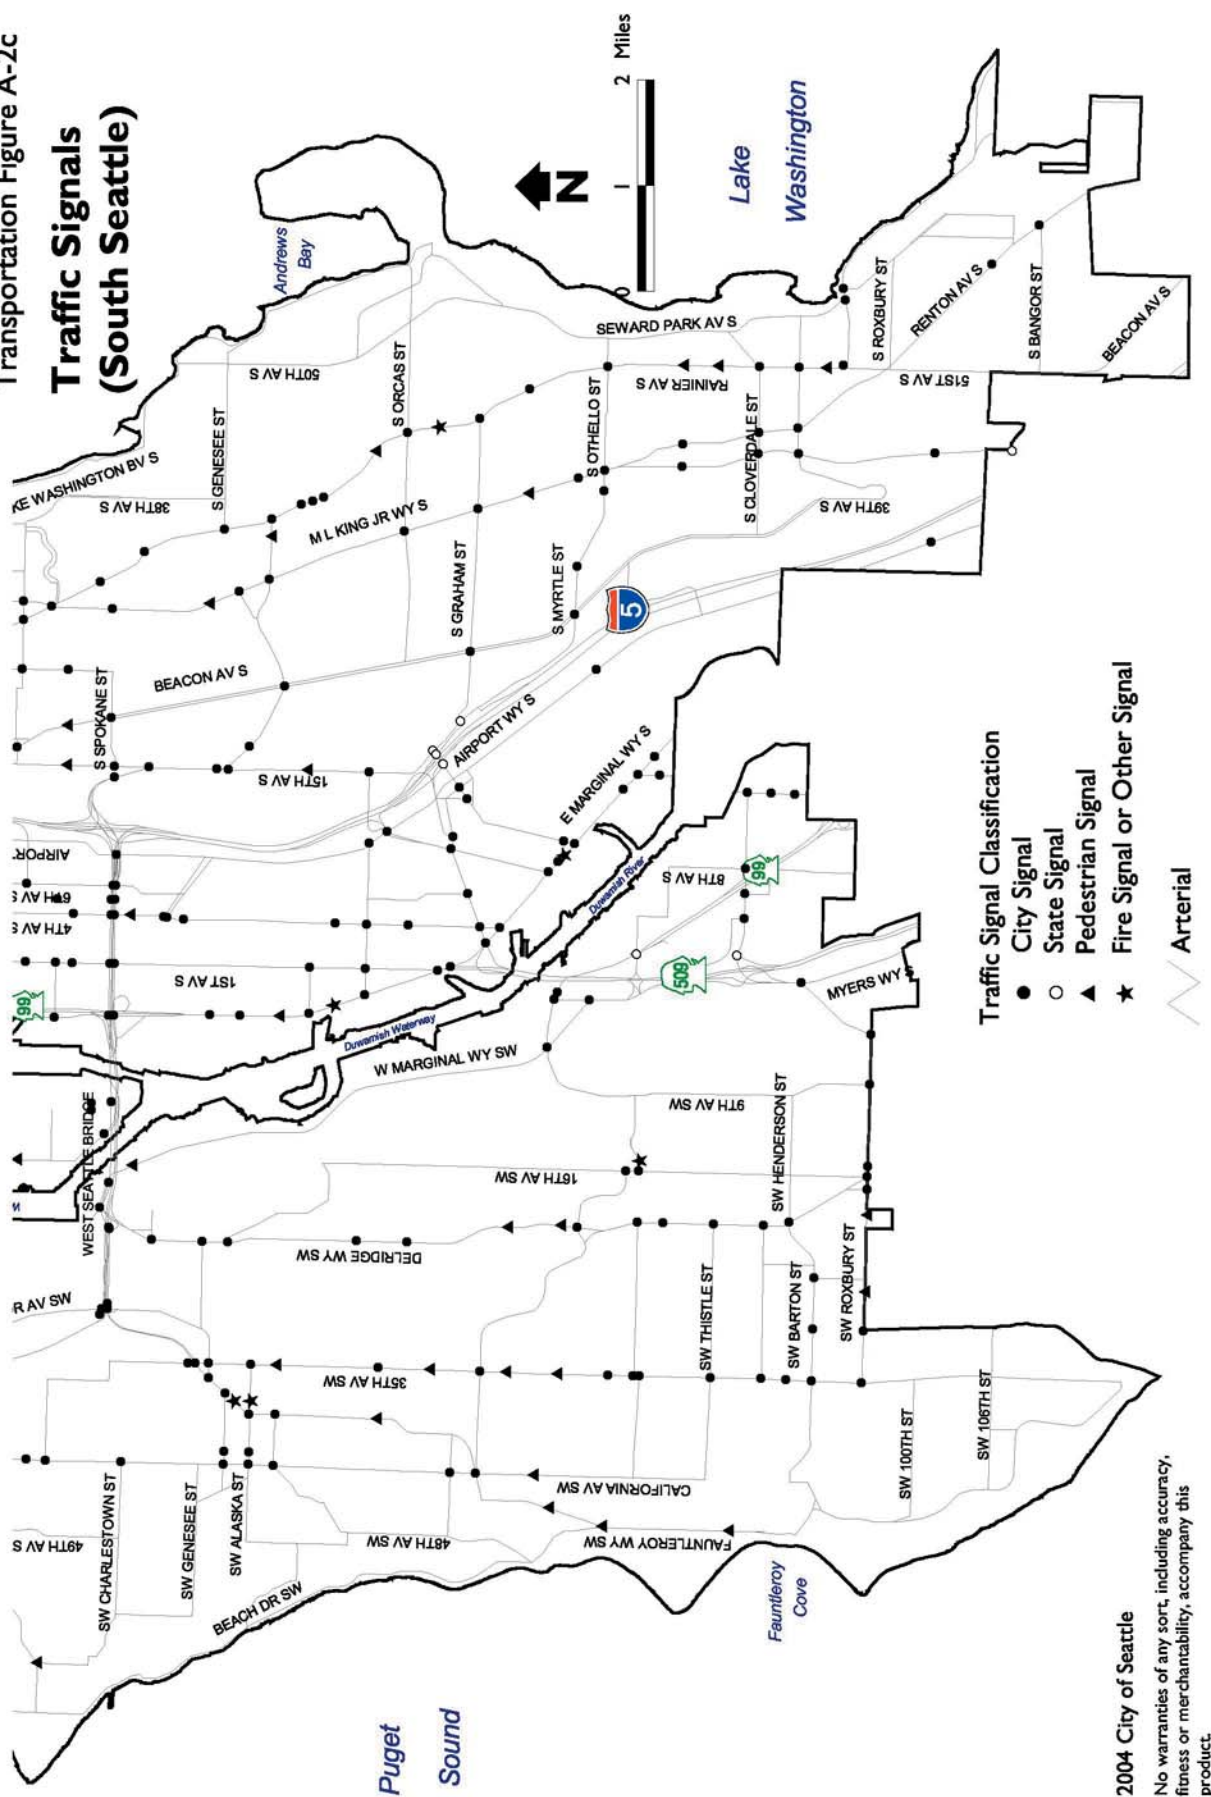 Transportation Figure A-2c
Traffic Signals
(South Seattle)
Andrews
Bay
N
0 1 2 Miles
Lake
Washington
KE WASHINGTON BV S
38TH AV S
S GENESEE ST
50TH AV S
S ORCAS ST
M L KING JR WY S
SEWARD PARK AV S
RAINIER AV S
S OTHELLO ST
S CLOVERDALE ST
S ROXBURY ST
RENTON AV S
S BANGOR ST
BEACON AV S
51ST AV S
39TH AV S
S GRAHAM ST
S MYRTLE ST
5
BEACON AV S
S SPOKANE ST
15TH AV S
AIRPORT WY S
E MARGINAL WY S
AIRPOR
6TH AV S
4TH AV S
1ST AV S
99
8TH AV S
99
Duwamish River
509
MYERS WY S
Duwamish Waterway
W MARGINAL WY SW
9TH AV SW
SW HENDERSON ST
16TH AV SW
WEST SEATTLE BRIDGE
DELRIDGE WY SW
R AV SW
SW THISTLE ST
SW BARTON ST
SW ROXBURY ST
35TH AV SW
SW 100TH ST
SW 106TH ST
CALIFORNIA AV SW
FAUNTLEROY WY SW
48TH AV SW
49TH AV S
SW CHARLESTOWN ST
SW GENESEE ST
SW ALASKA ST
BEACH DR SW
Fauntleroy
Cove
Puget
Sound
Traffic Signal Classification
City Signal
State Signal
Pedestrian Signal
Fire Signal or Other Signal
Arterial
2004 City of Seattle
No warranties of any sort, including accuracy,
fitness or merchantability, accompany this
product.